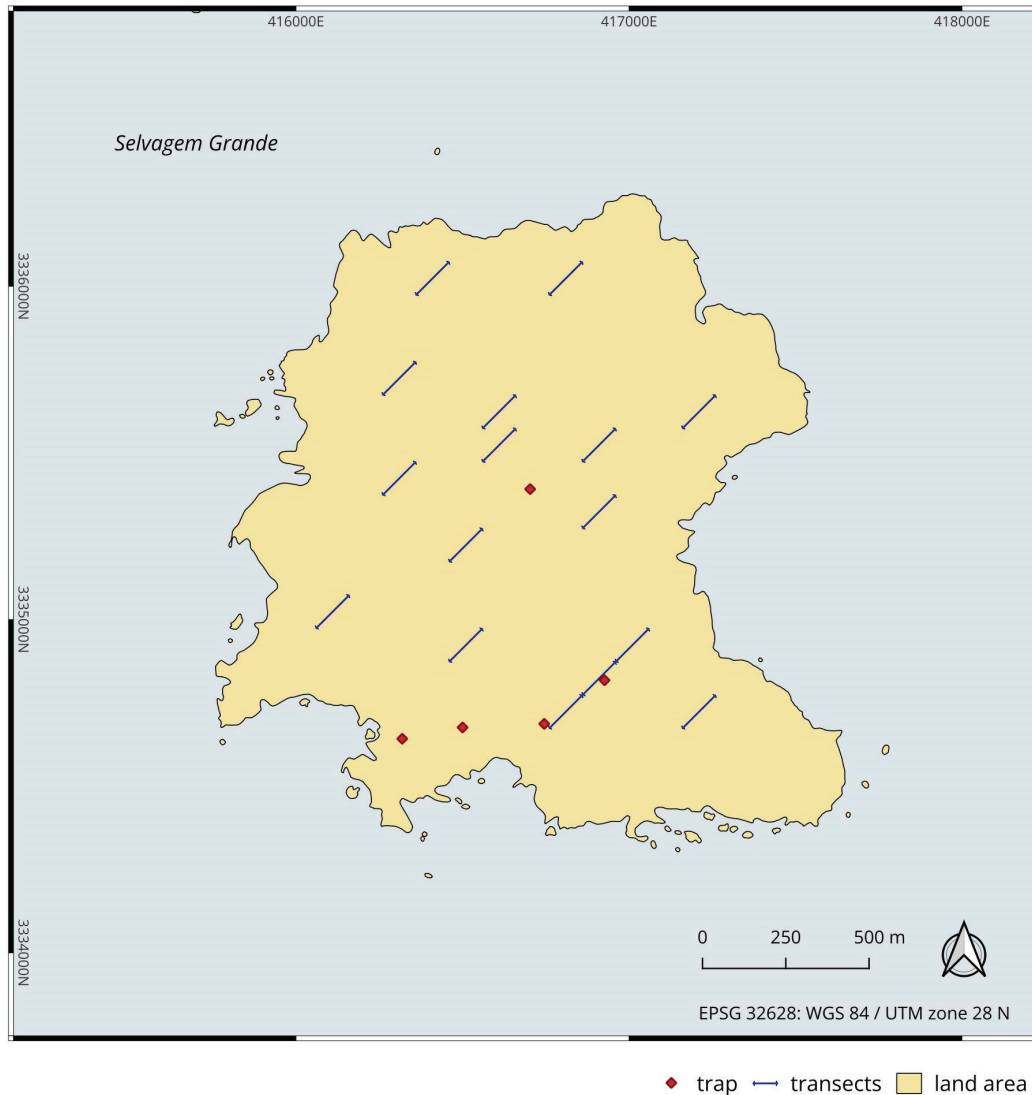 416000E 417000E 418000E
Selvagem Grande
3336000N
3335000N
3334000N
0 250 500 m
EPSG 32628: WGS 84 / UTM zone 28 N
trap transects land area